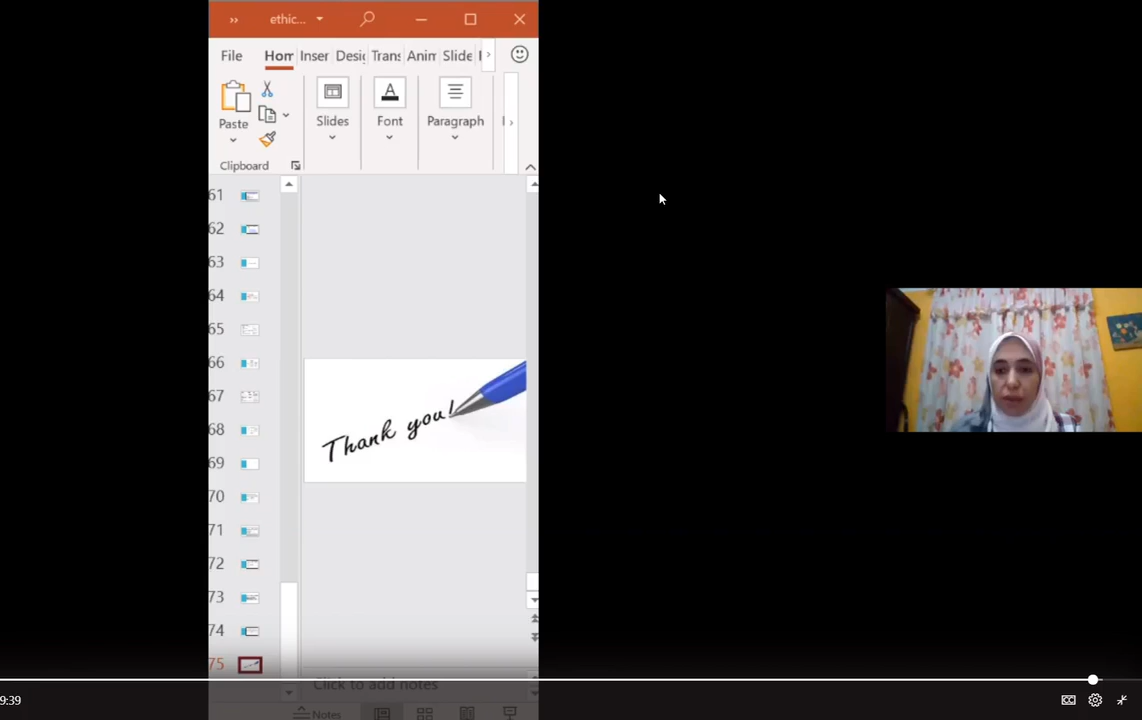 ethic...
File Hom Inser Desig Trans Anim Slide
Paste Slides Font Paragraph
Clipboard
61
62
63
64
65
66
67
68
69
70
71
72
73
74
75
Thank you!
Click to add notes
Notes
9:39